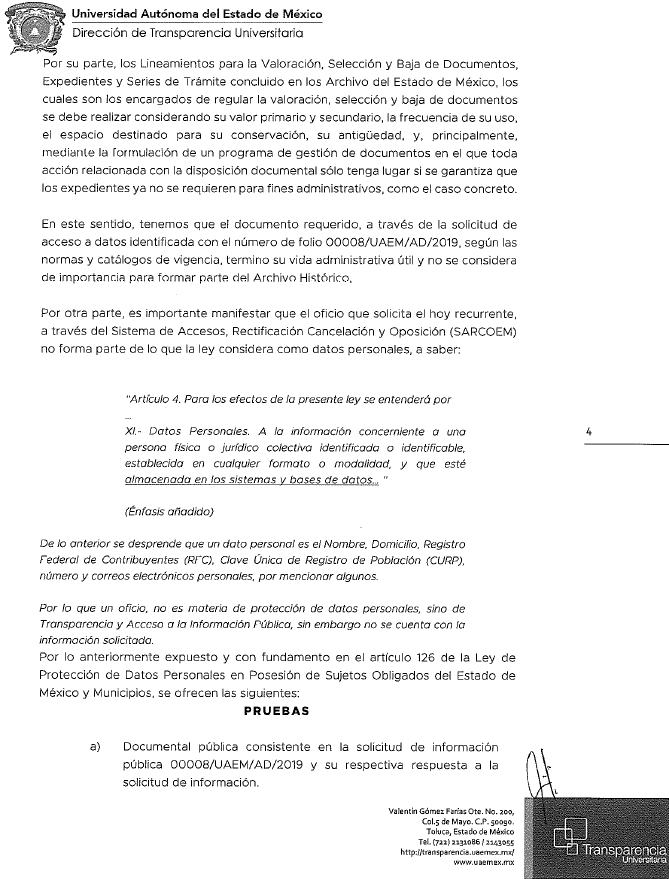 Universidad Autónoma del Estado de México
Dirección de Transparencia Universitaria
Por su parte, los Lineamientos para la Valoración, Selección y Baja de Documentos,
Expedientes y Series de Trámite concluido en los Archivo del Estado de México, los
cuales son los encargados de regular la valoración, selección y baja de documentos
se debe realizar considerando su valor primario y secundario, la frecuencia de su uso,
el espacio destinado para su conservación, su antigüedad, y, principalmente,
mediante la formulación de un programa de gestión de documentos en el que toda
acción relacionada con la disposición documental sólo tenga lugar si se garantiza que
los expedientes ya no se requieren para fines administrativos, como el caso concreto.
En este sentido, tenemos que el documento requerido, a través de la solicitud de
acceso a datos identificada con el número de folio 00008/UAEM/AD/2019, según las
normas y catálogos de vigencia, termino su vida administrativa útil y no se considera
de importancia para formar parte del Archivo Histórico.
Por otra parte, es importante manifestar que el oficio que solicita el hoy recurrente,
a través del Sistema de Accesos, Rectificación Cancelación y Oposición (SARCOEM)
no forma parte de lo que la ley considera como datos personales, a saber:
"Artículo 4. Para los efectos de la presente ley se entenderá por
...
XI.- Datos Personales. A la información concerniente a una
persona física o jurídico colectiva identificada o identificable,
establecida en cualquier formato o modalidad, y que esté
almacenada en los sistemas y bases de datos... "
4
(Énfasis añadido)
De lo anterior se desprende que un dato personal es el Nombre, Domicilio, Registro
Federal de Contribuyentes (RFC), Clave Única de Registro de Población (CURP),
número y correos electrónicos personales, por mencionar algunos.
Por lo que un oficio, no es materia de protección de datos personales, sino de
Transparencia y Acceso a la Información Pública, sin embargo no se cuenta con la
información solicitada.
Por lo anteriormente expuesto y con fundamento en el artículo 126 de la Ley de
Protección de Datos Personales en Posesión de Sujetos Obligados del Estado de
México y Municipios, se ofrecen las siguientes:
PRUEBAS
a) Documental pública consistente en la solicitud de información
pública 00008/UAEM/AD/2019 y su respectiva respuesta a la
solicitud de información.
Valentín Gómez Farías Ote. No. 200,
Col.5 de Mayo. C.P. 50090.
Toluca, Estado de México
Tel. (722) 2131086 / 2143055
http://transparencia.uaemex.mx/
www.uaemex.mx
Transparencia
Universitaria